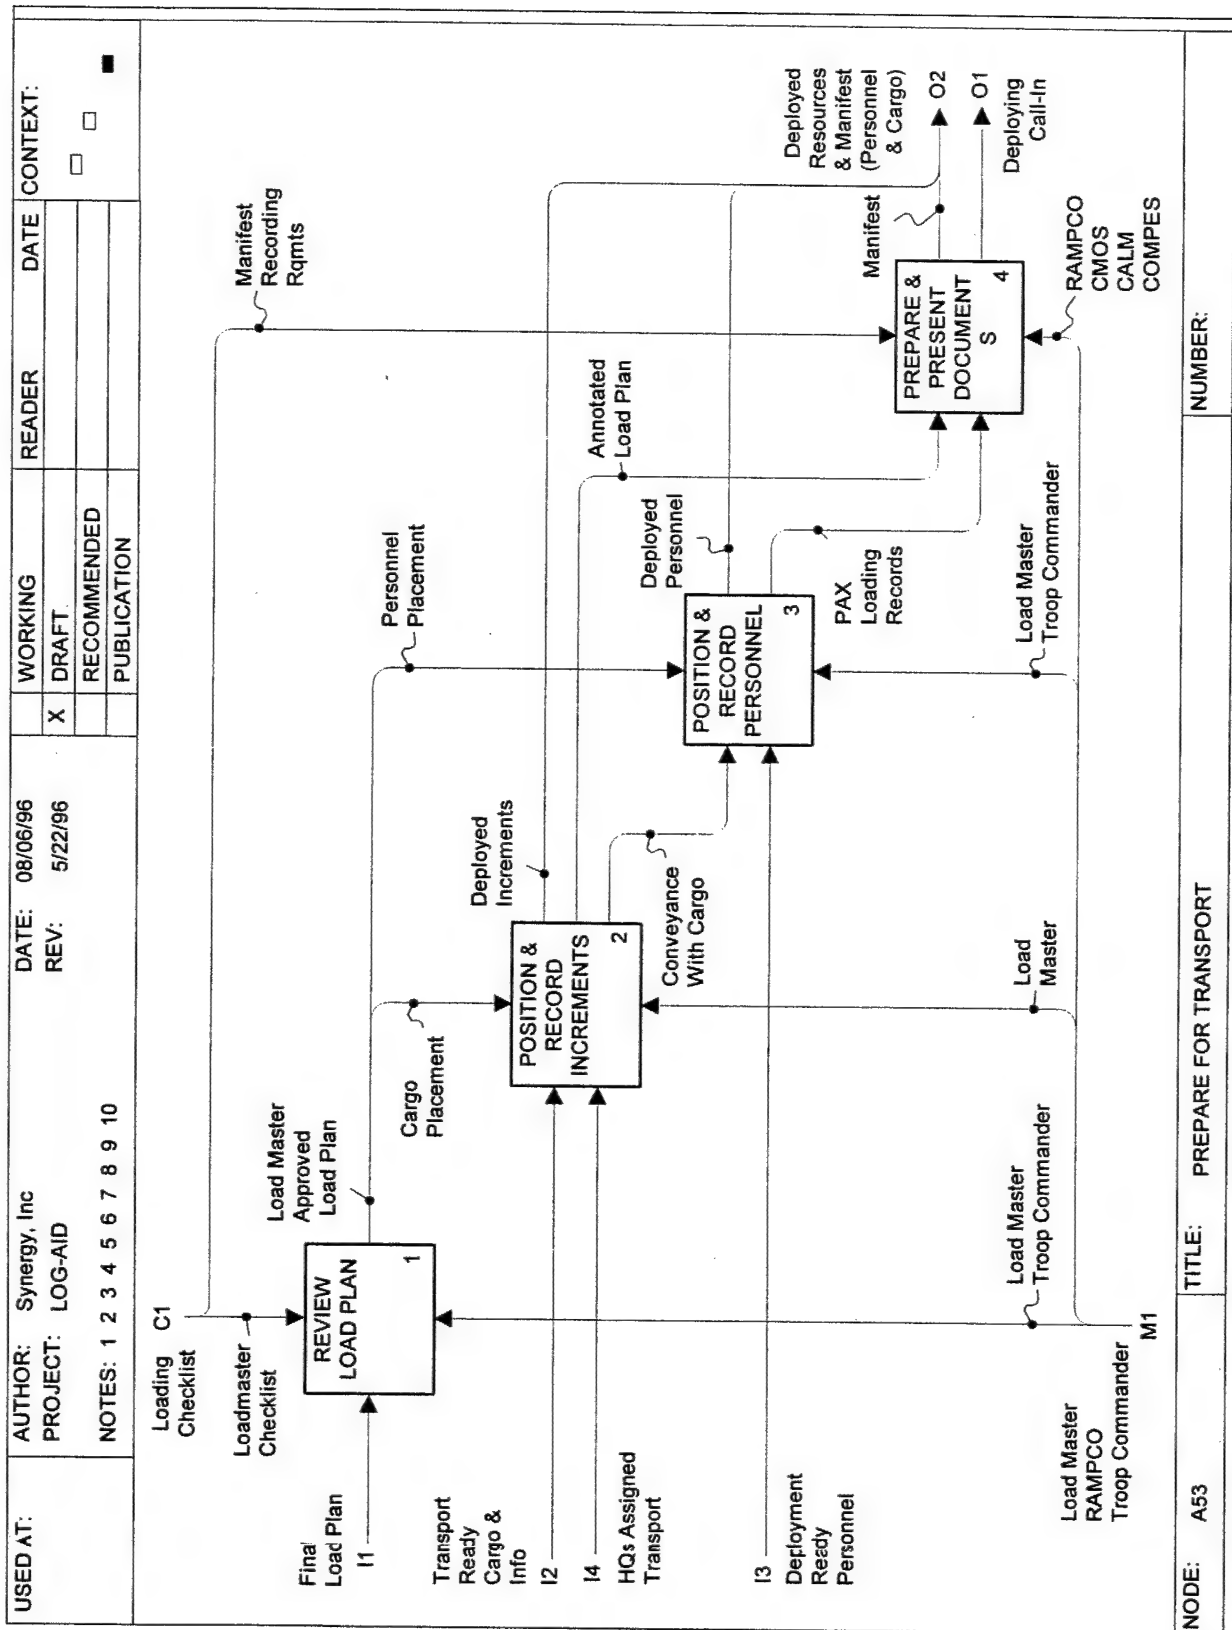 USED AT:
AUTHOR: Synergy, Inc
PROJECT: LOG-AID
NOTES: 1 2 3 4 5 6 7 8 9 10
DATE: 08/06/96
REV: 5/22/96
WORKING
X DRAFT
RECOMMENDED
PUBLICATION
READER DATE
CONTEXT:
Loading
Checklist
C1
Loadmaster
Checklist
Manifest
Recording
Rqmts
Final
Load Plan
I1
REVIEW
LOAD PLAN
1
Load Master
Approved
Load Plan
Personnel
Placement
Cargo
Placement
Transport
Ready
Cargo &
Info
I2
I4
HQs Assigned
Transport
POSITION &
RECORD
INCREMENTS
2
Deployed
Increments
Conveyance
With Cargo
Annotated
Load Plan
I3
Deployment
Ready
Personnel
POSITION &
RECORD
PERSONNEL
3
Deployed
Personnel
PAX
Loading
Records
PREPARE &
PRESENT
DOCUMENT
S
4
Manifest
Deployed
Resources
& Manifest
(Personnel
& Cargo)
O2
O1
Deploying
Call-In
RAMPCO
CMOS
CALM
COMPES
Load Master
Troop Commander
Load
Master
Load Master
Troop Commander
Load Master
RAMPCO
Troop Commander
M1
NODE: A53
TITLE: PREPARE FOR TRANSPORT
NUMBER: